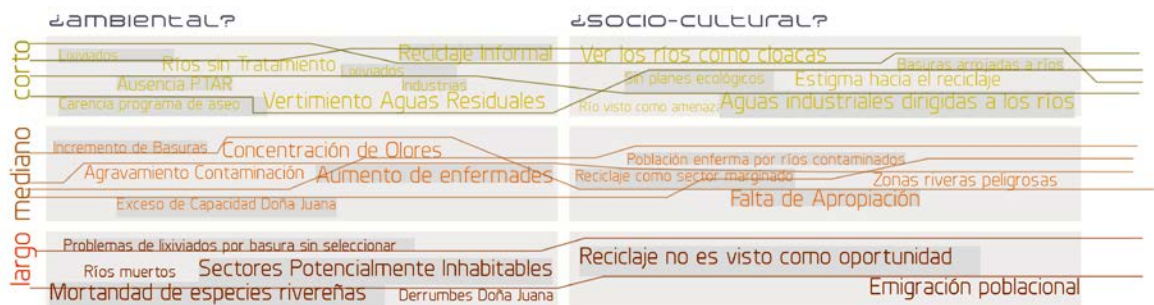 ¿ambiental?
¿socio-cultural?
corto
Lixiviados
Reciclaje Informal
Ríos sin Tratamiento
Lixiviados
Ausencia PTAR
Industrias
Carencia programa de aseo
Vertimiento Aguas Residuales
Ver los ríos como cloacas
Basuras arrojadas a ríos
Sin planes ecológicos
Estigma hacia el reciclaje
Río visto como amenaz
Aguas industriales dirigidas a los ríos
mediano
Incremento de Basuras
Concentración de Olores
Agravamiento Contaminación
Aumento de enfermades
Exceso de Capacidad Doña Juana
Población enferma por ríos contaminados
Reciclaje como sector marginado
Zonas riveras peligrosas
Falta de Apropiación
largo
Problemas de lixiviados por basura sin seleccionar
Ríos muertos
Sectores Potencialmente Inhabitables
Mortandad de especies rivereñas
Derrumbes Doña Juana
Reciclaje no es visto como oportunidad
Emigración poblacional